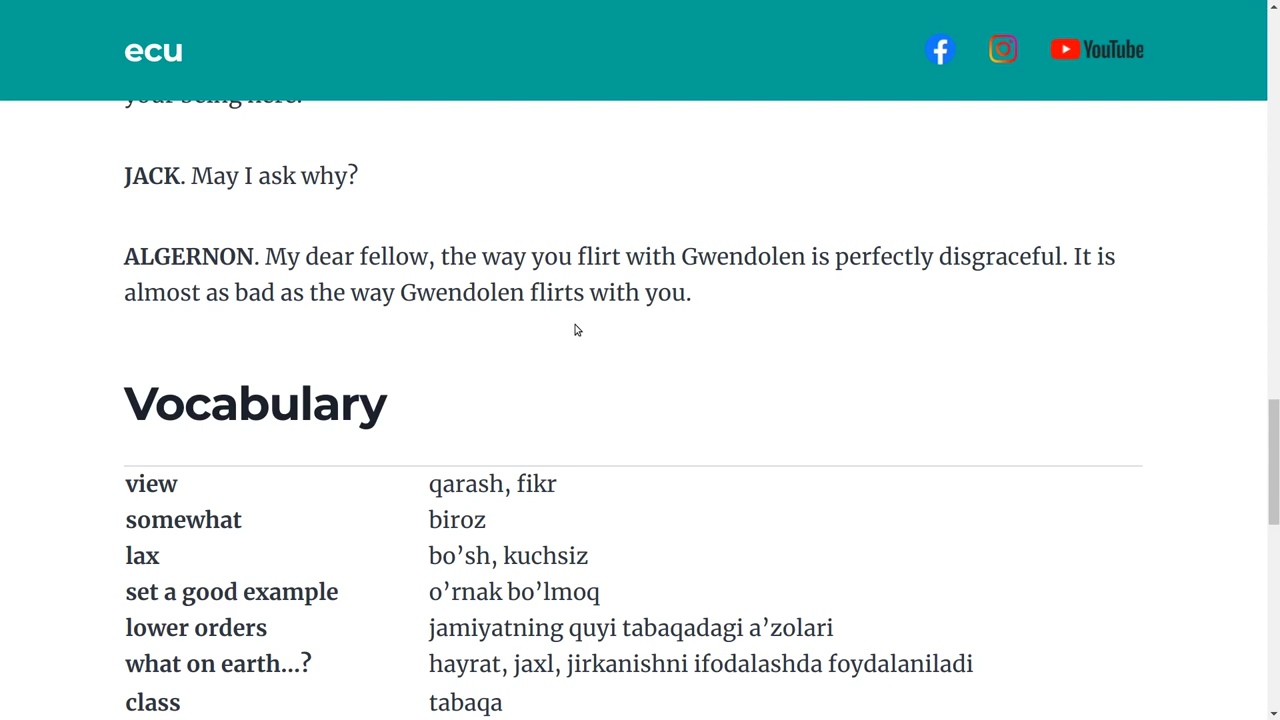 ecu
YouTube
your being here.
JACK. May I ask why?
ALGERNON. My dear fellow, the way you flirt with Gwendolen is perfectly disgraceful. It is
almost as bad as the way Gwendolen flirts with you.
Vocabulary
view qarash, fikr
somewhat biroz
lax bo’sh, kuchsiz
set a good example o’rnak bo’lmoq
lower orders jamiyatning quyi tabaqadagi a’zolari
what on earth...? hayrat, jaxl, jirkanishni ifodalashda foydalaniladi
class tabaqa